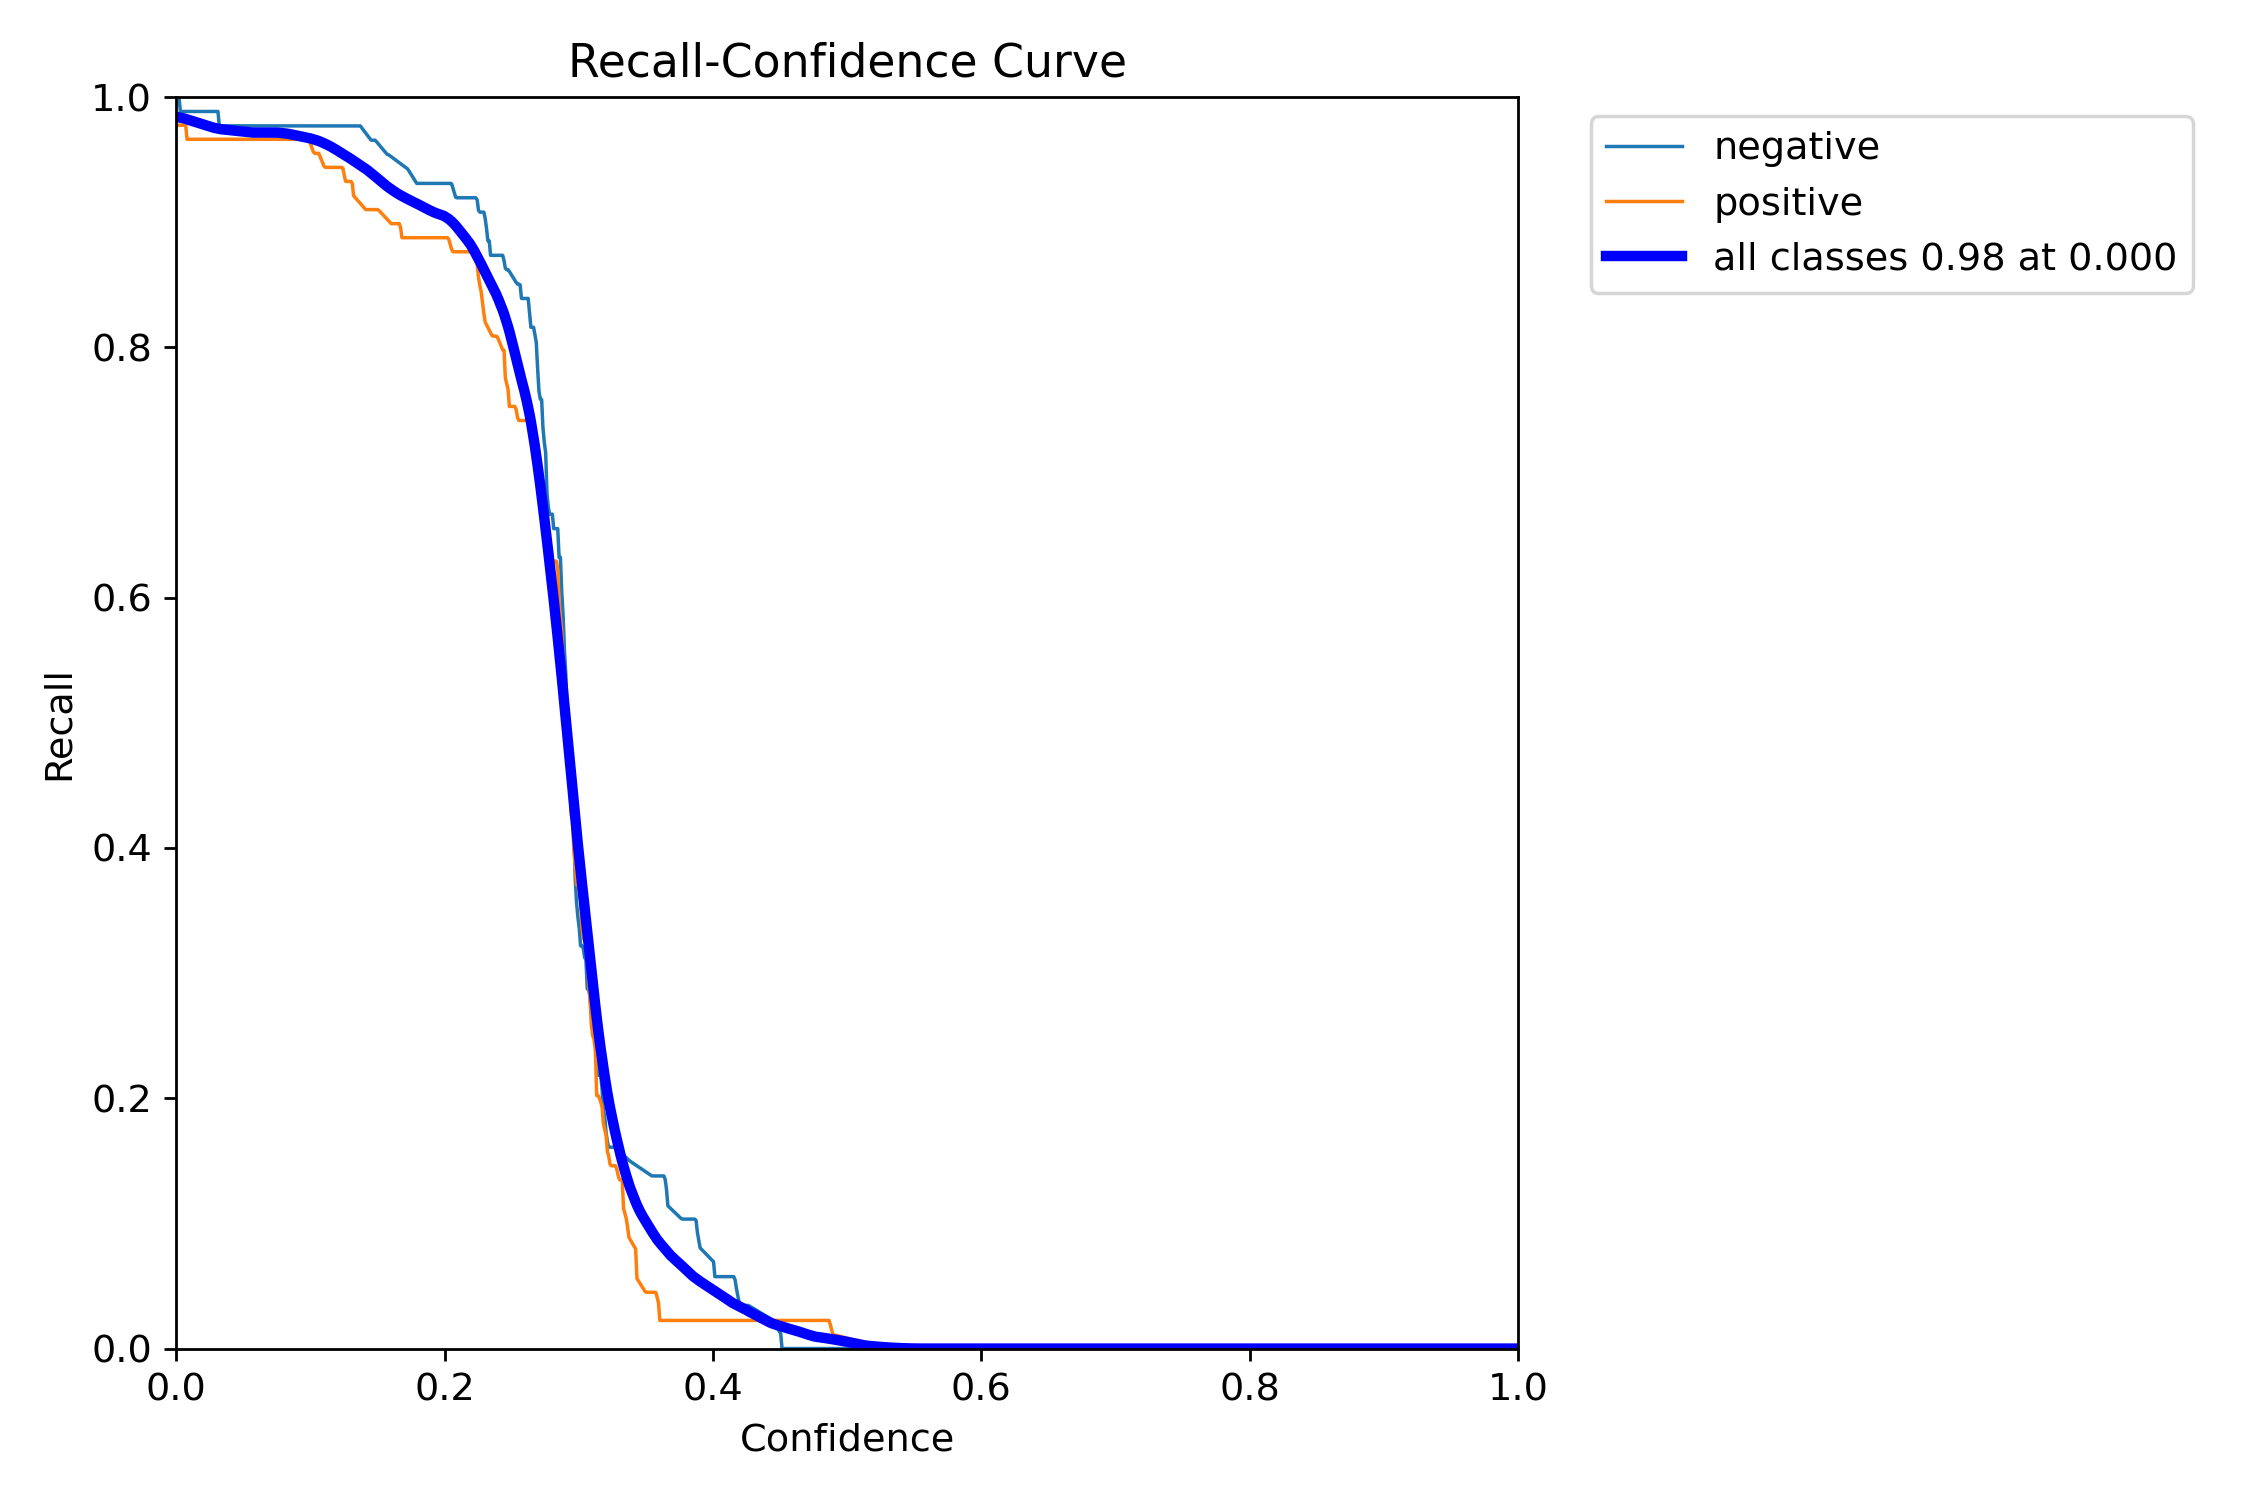 Recall-Confidence Curve
1.0
0.8
0.6
0.4
0.2
0.0
Recall
0.0 0.2 0.4 0.6 0.8 1.0
Confidence
negative
positive
all classes 0.98 at 0.000